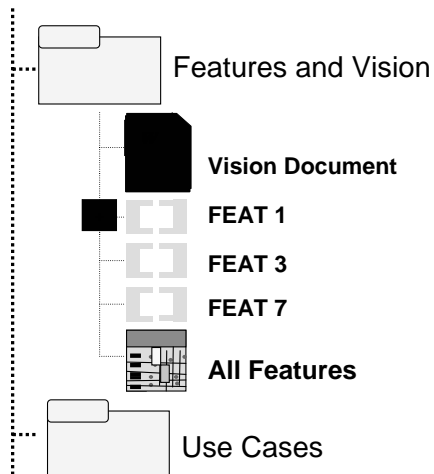 Features and Vision
Vision Document
FEAT 1
FEAT 3
FEAT 7
All Features
Use Cases